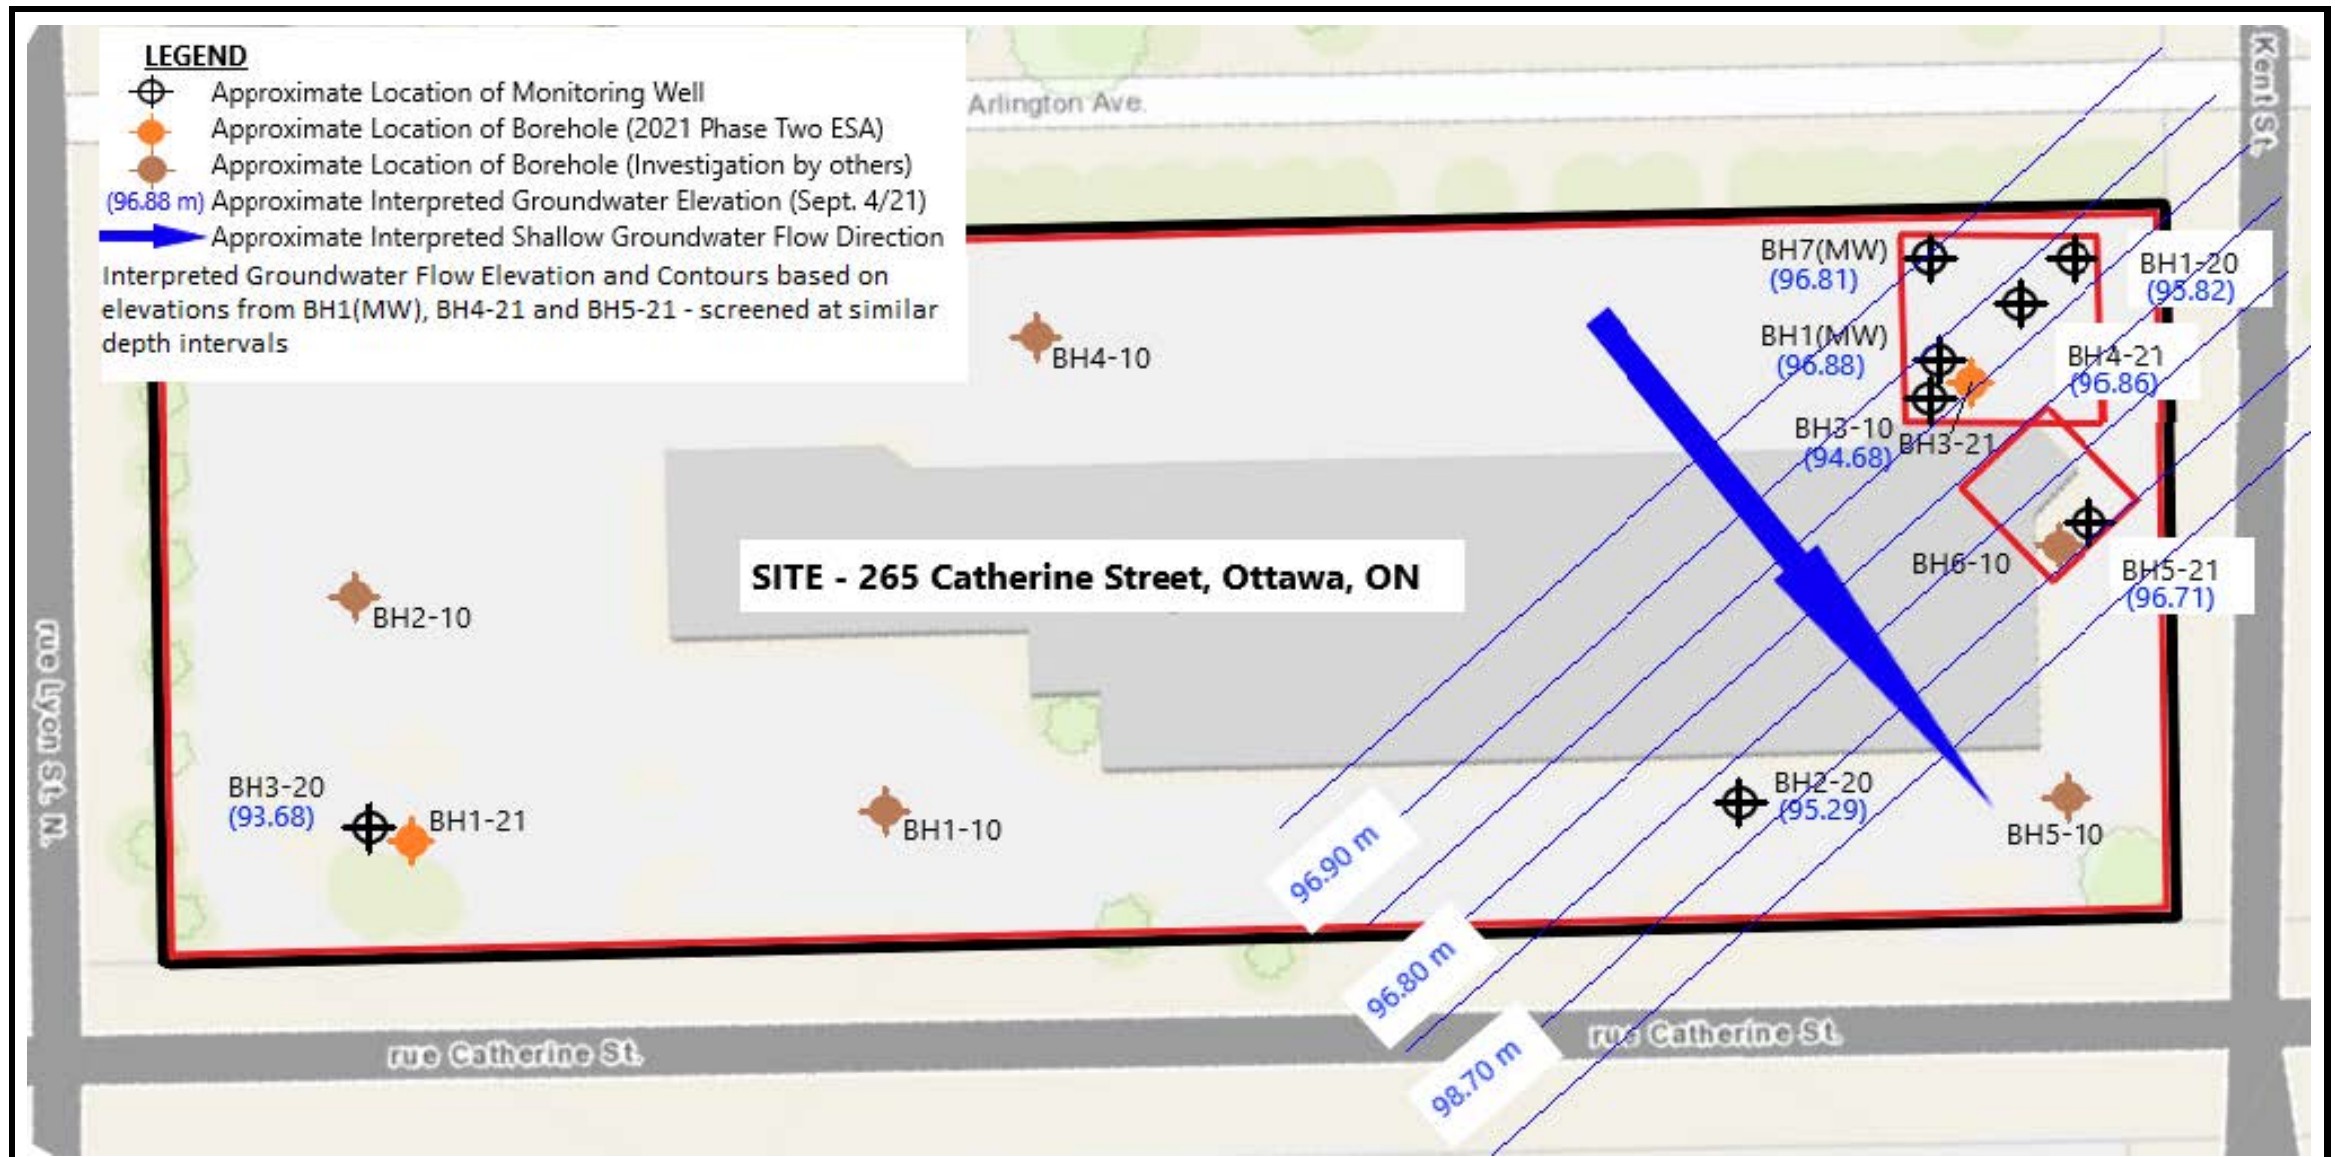 LEGEND
Approximate Location of Monitoring Well
Approximate Location of Borehole (2021 Phase Two ESA)
Approximate Location of Borehole (Investigation by others)
(96.88 m) Approximate Interpreted Groundwater Elevation (Sept. 4/21)
Approximate Interpreted Shallow Groundwater Flow Direction
Interpreted Groundwater Flow Elevation and Contours based on
elevations from BH1(MW), BH4-21 and BH5-21 - screened at similar
depth intervals
Arlington Ave.
Kent St.
BH7(MW)
(96.81)
BH1-20
(95.82)
BH1(MW)
(96.88)
BH4-21
(96.86)
BH4-10
BH3-10
(94.68)
BH3-21
SITE - 265 Catherine Street, Ottawa, ON
BH6-10
BH5-21
(96.71)
BH2-10
rue Lyon St. N.
BH3-20
(93.68)
BH1-21
BH1-10
BH2-20
(95.29)
BH5-10
96.90 m
96.80 m
98.70 m
rue Catherine St.
rue Catherine St.